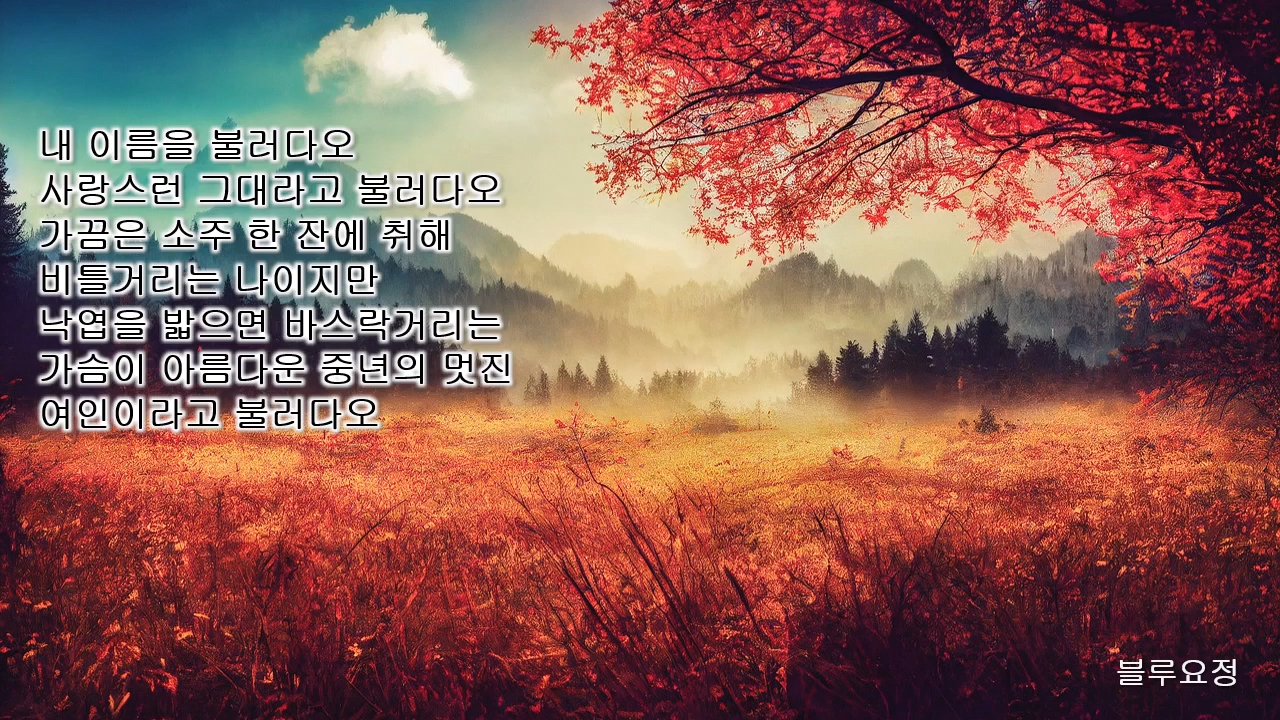 내 이름을 불러다오
사랑스런 그대라고 불러다오
가끔은 소주 한 잔에 취해
비틀거리는 나이지만
낙엽을 밟으면 바스락거리는
가슴이 아름다운 중년의 멋진
여인이라고 불러다오
블루요정